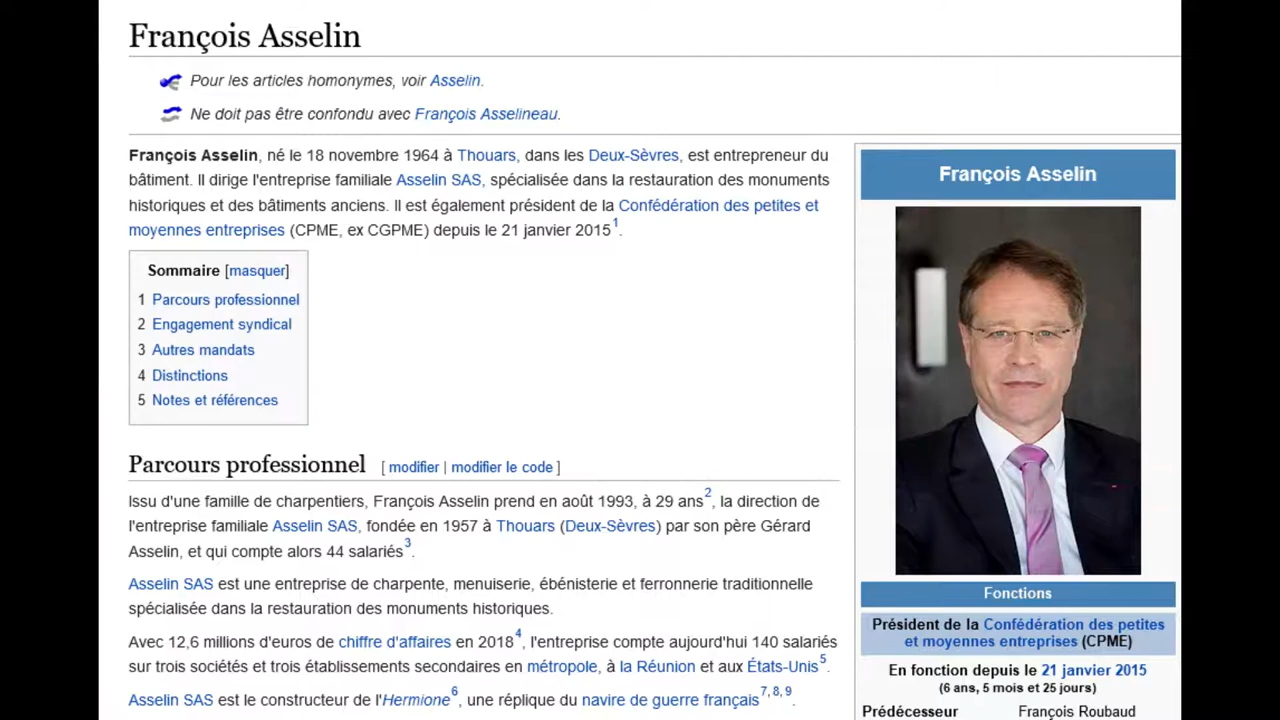 François Asselin
Pour les articles homonymes, voir Asselin.
Ne doit pas être confondu avec François Asselineau.
François Asselin, né le 18 novembre 1964 à Thouars, dans les Deux-Sèvres, est entrepreneur du
bâtiment. Il dirige l'entreprise familiale Asselin SAS, spécialisée dans la restauration des monuments
historiques et des bâtiments anciens. Il est également président de la Confédération des petites et
moyennes entreprises (CPME, ex CGPME) depuis le 21 janvier 2015¹.
Sommaire [masquer]
1 Parcours professionnel
2 Engagement syndical
3 Autres mandats
4 Distinctions
5 Notes et références
Parcours professionnel [ modifier | modifier le code ]
Issu d'une famille de charpentiers, François Asselin prend en août 1993, à 29 ans², la direction de
l'entreprise familiale Asselin SAS, fondée en 1957 à Thouars (Deux-Sèvres) par son père Gérard
Asselin, et qui compte alors 44 salariés³.
Asselin SAS est une entreprise de charpente, menuiserie, ébénisterie et ferronnerie traditionnelle
spécialisée dans la restauration des monuments historiques.
Avec 12,6 millions d'euros de chiffre d'affaires en 2018⁴, l'entreprise compte aujourd'hui 140 salariés
sur trois sociétés et trois établissements secondaires en métropole, à la Réunion et aux États-Unis⁵.
Asselin SAS est le constructeur de l'Hermione⁶, une réplique du navire de guerre français⁷,⁸,⁹.
François Asselin
Fonctions
Président de la Confédération des petites
et moyennes entreprises (CPME)
En fonction depuis le 21 janvier 2015
(6 ans, 5 mois et 25 jours)
Prédécesseur François Roubaud